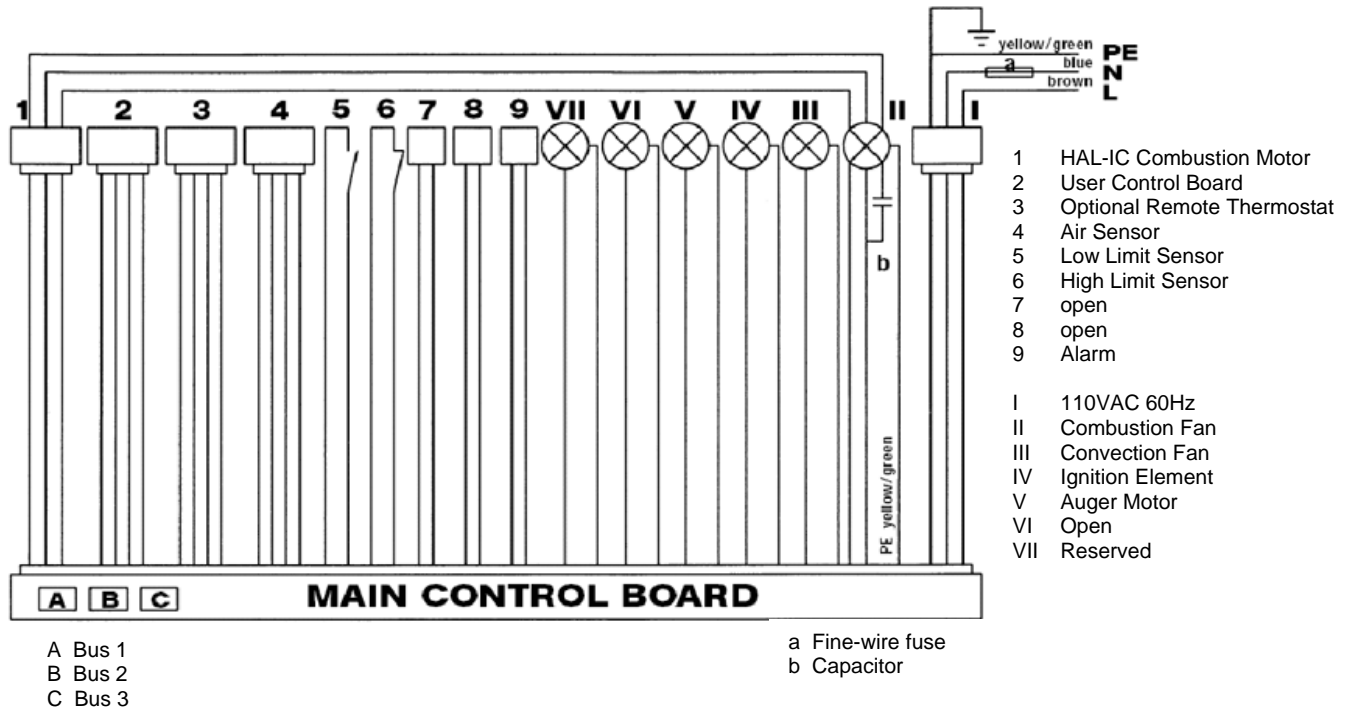 yellow/green PE
blue N
a
brown L
1 2 3 4 5 6 7 8 9 VII VI V IV III II I
b
PE yellow/green
A B C MAIN CONTROL BOARD
A Bus 1
B Bus 2
C Bus 3
a Fine-wire fuse
b Capacitor
1 HAL-IC Combustion Motor
2 User Control Board
3 Optional Remote Thermostat
4 Air Sensor
5 Low Limit Sensor
6 High Limit Sensor
7 open
8 open
9 Alarm
I 110VAC 60Hz
II Combustion Fan
III Convection Fan
IV Ignition Element
V Auger Motor
VI Open
VII Reserved